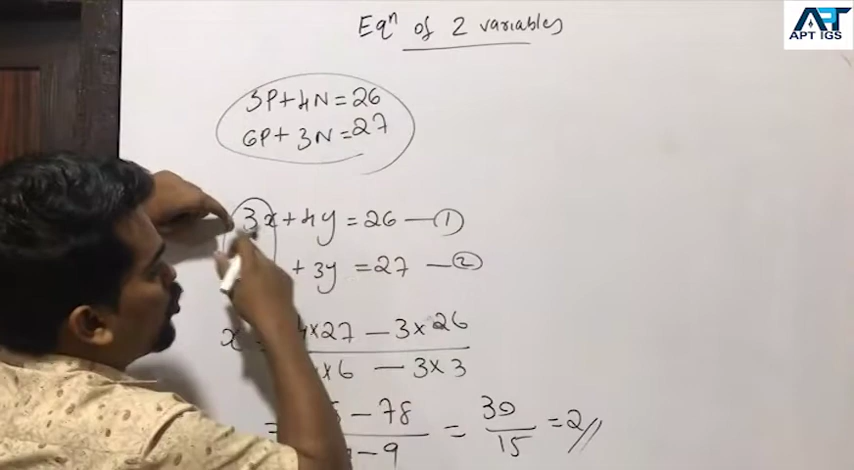 Eqⁿ of 2 variables
APT IGS
3P+4N=26
6P+3N=27
3x+4y=26—①
+3y=27—②
x 4×27—3×26
×6—3×3
—78 = 30/15 =2//
—9